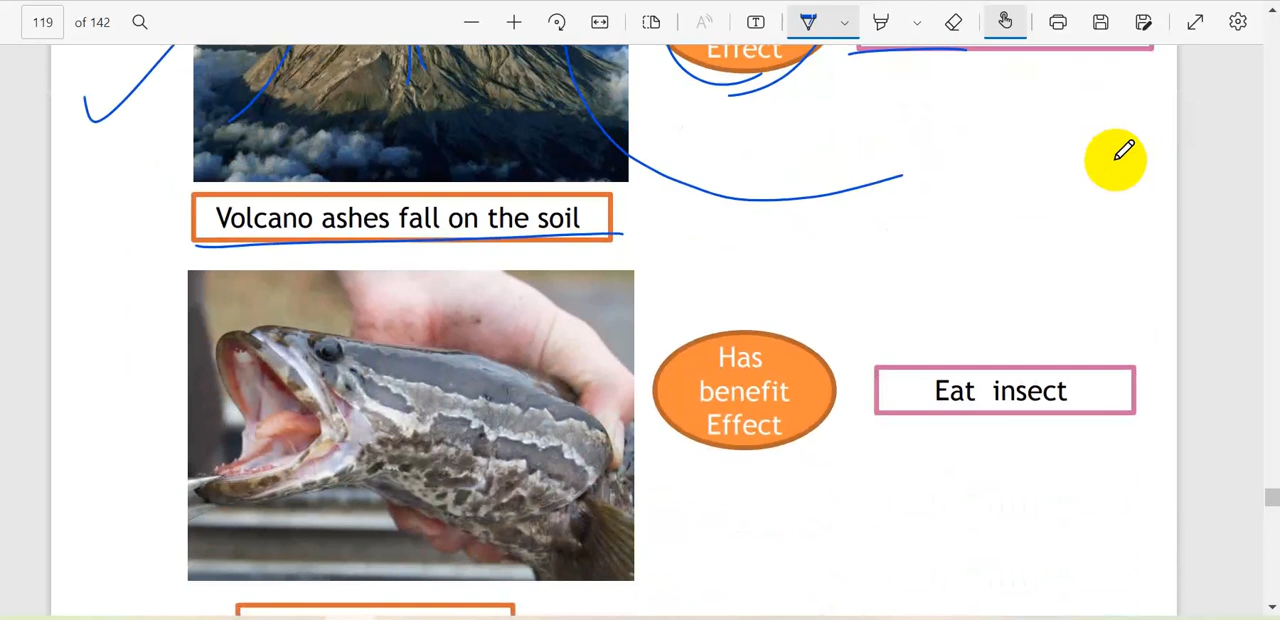 119 of 142
Effect
Volcano ashes fall on the soil
Has
benefit
Effect
Eat insect